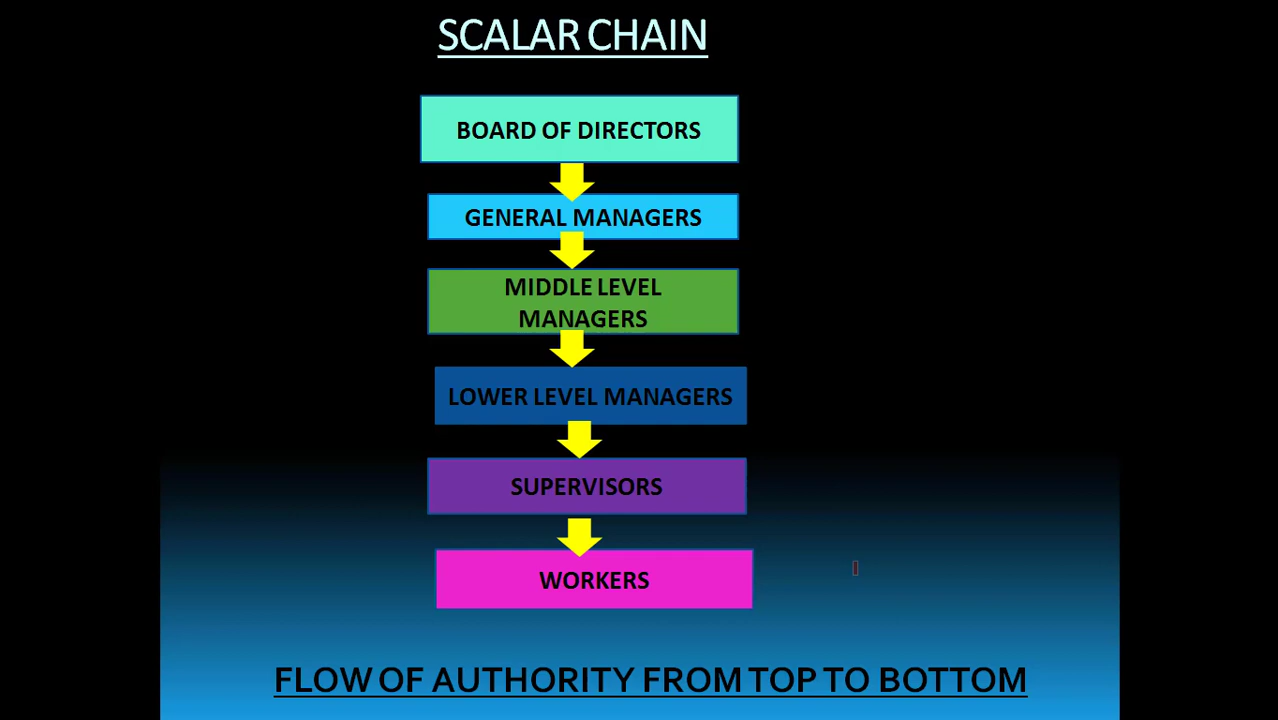 SCALAR CHAIN
BOARD OF DIRECTORS
GENERAL MANAGERS
MIDDLE LEVEL
MANAGERS
LOWER LEVEL MANAGERS
SUPERVISORS
WORKERS
FLOW OF AUTHORITY FROM TOP TO BOTTOM